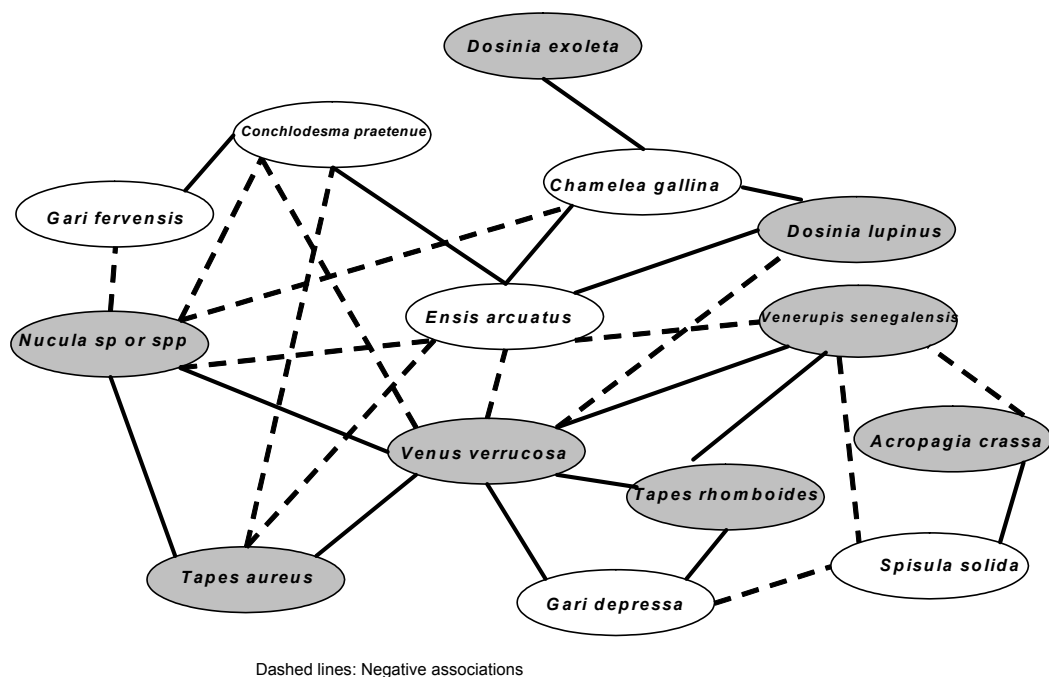 Dosinia exoleta
Conchlodesma praetenue
Chamelea gallina
Gari fervensis
Dosinia lupinus
Ensis arcuatus
Venerupis senegalensis
Nucula sp or spp
Acropagia crassa
Venus verrucosa
Tapes rhomboides
Spisula solida
Tapes aureus
Gari depressa
Dashed lines: Negative associations